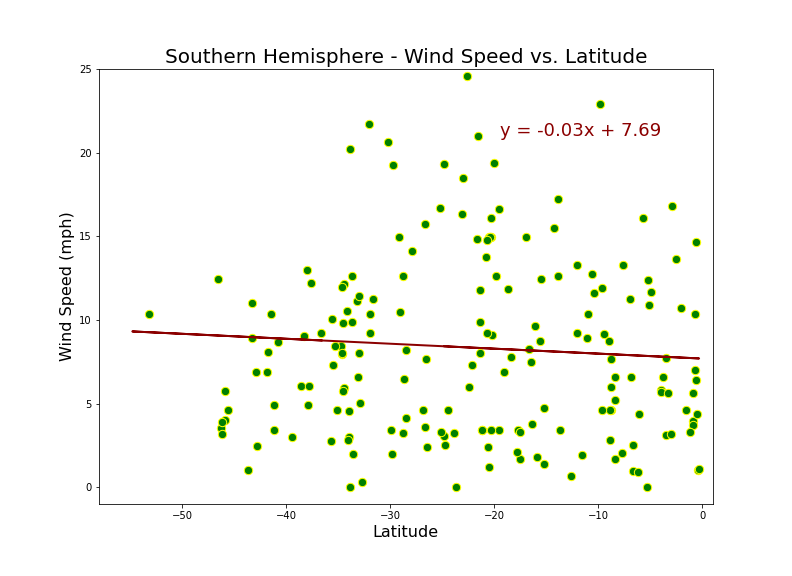 Southern Hemisphere - Wind Speed vs. Latitude
25
20
15
10
5
0
Wind Speed (mph)
y = -0.03x + 7.69
−50 −40 −30 −20 −10 0
Latitude